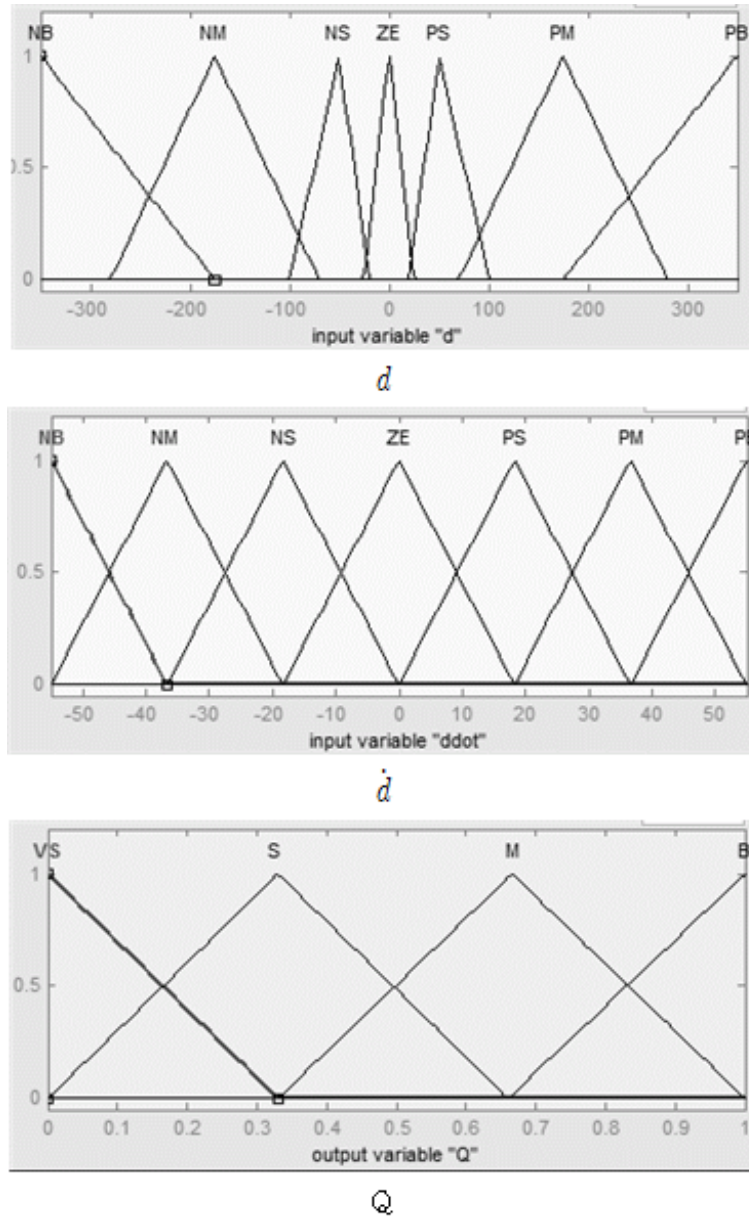 NB NM NS ZE PS PM PB
1
0.5
0
-300 -200 -100 0 100 200 300
input variable "d"
d
NB NM NS ZE PS PM P
1
0.5
0
-50 -40 -30 -20 -10 0 10 20 30 40 50
input variable "ddot"
ḋ
VS S M B
1
0.5
0
0 0.1 0.2 0.3 0.4 0.5 0.6 0.7 0.8 0.9 1
output variable "Q"
Q